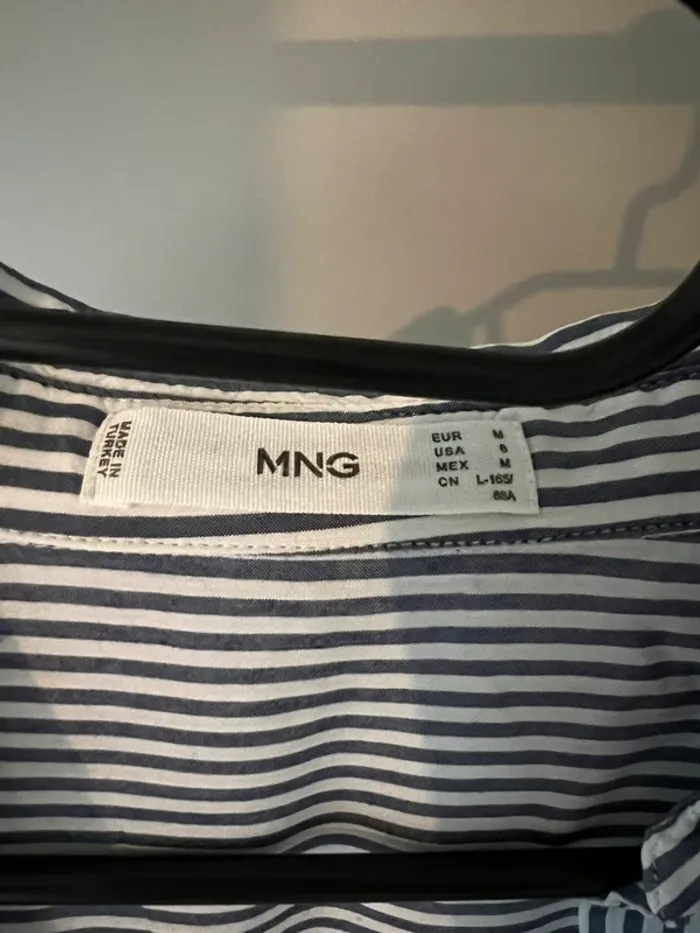 MADE IN
TURKEY
MNG
EUR M
USA 6
MEX M
CN L-165/
88A